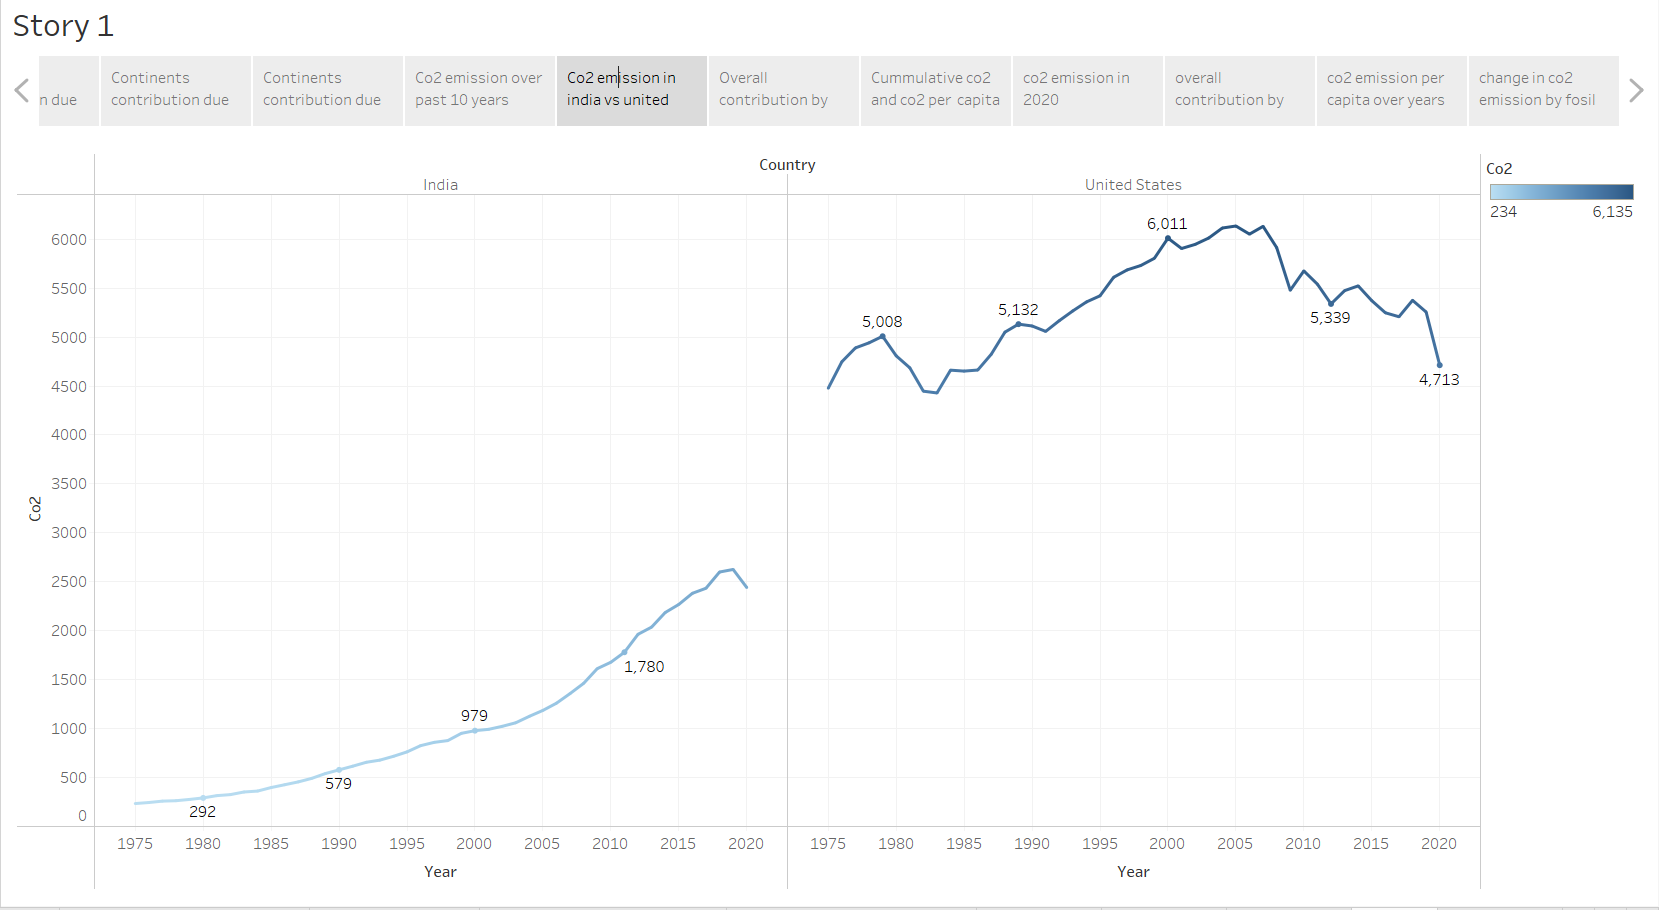 Story 1
n due
Continents
contribution due
Continents
contribution due
Co2 emission over
past 10 years
Co2 emission in
india vs united
Overall
contribution by
Cummulative co2
and co2 per capita
co2 emission in
2020
overall
contribution by
co2 emission per
capita over years
change in co2
emission by fosil
Country
India
United States
Co2
234 6,135
Co2
6000
5500
5000
4500
4000
3500
3000
2500
2000
1500
1000
500
0
292
579
979
1,780
5,008
5,132
6,011
5,339
4,713
1975 1980 1985 1990 1995 2000 2005 2010 2015 2020
1975 1980 1985 1990 1995 2000 2005 2010 2015 2020
Year
Year